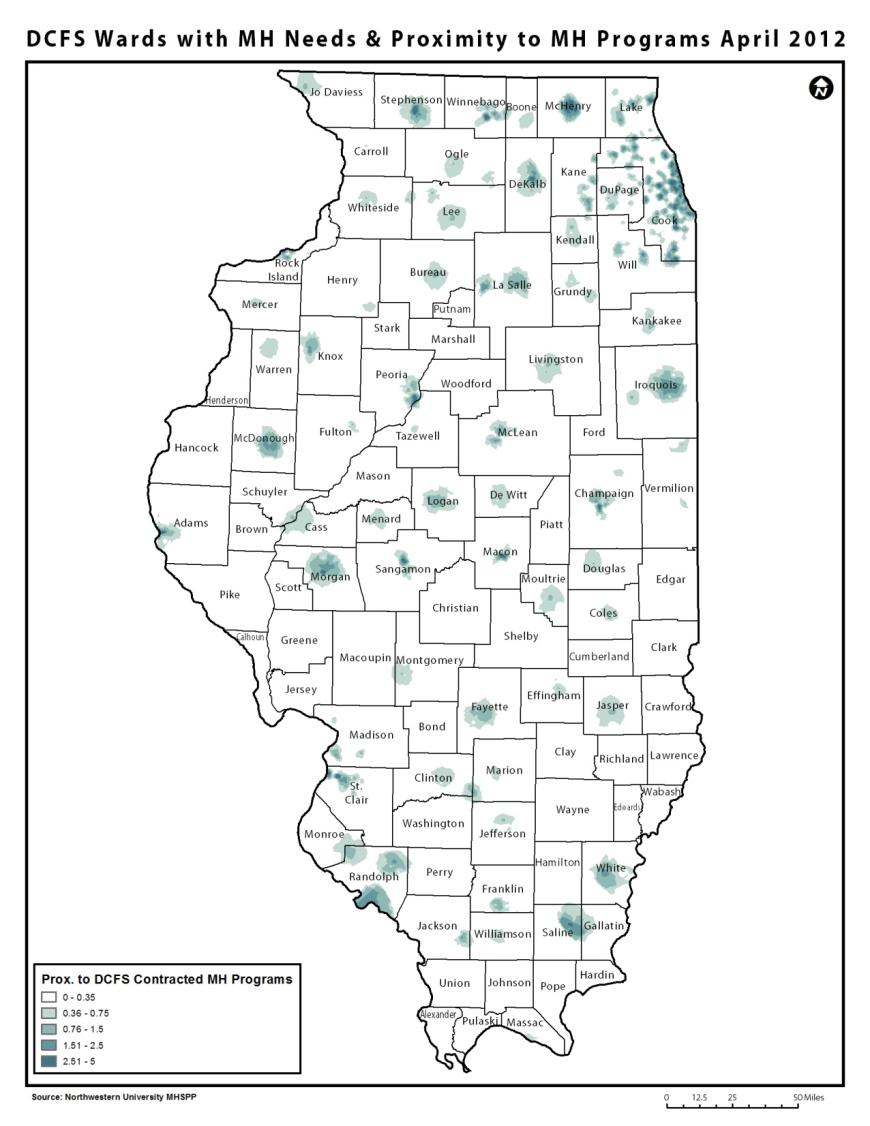 DCFS Wards with MH Needs & Proximity to MH Programs April 2012
N
Jo Daviess
Stephenson
Winnebago
Boone
McHenry
Lake
Carroll
Ogle
DeKalb
Kane
DuPage
Cook
Whiteside
Lee
Kendall
Will
Rock
Island
Henry
Bureau
La Salle
Grundy
Mercer
Putnam
Kankakee
Stark
Marshall
Warren
Knox
Peoria
Woodford
Livingston
Iroquois
Henderson
Hancock
McDonough
Fulton
Tazewell
McLean
Ford
Schuyler
Mason
Logan
De Witt
Champaign
Vermilion
Adams
Brown
Cass
Menard
Piatt
Macon
Pike
Scott
Morgan
Sangamon
Moultrie
Douglas
Edgar
Christian
Coles
Calhoun
Greene
Shelby
Macoupin
Montgomery
Cumberland
Clark
Jersey
Fayette
Effingham
Jasper
Crawford
Madison
Bond
Clay
Richland
Lawrence
St.
Clair
Clinton
Marion
Wabash
Monroe
Washington
Jefferson
Wayne
Edwards
Randolph
Perry
Hamilton
White
Franklin
Jackson
Williamson
Saline
Gallatin
Union
Johnson
Pope
Hardin
Alexander
Pulaski
Massac
Prox. to DCFS Contracted MH Programs
0 - 0.35
0.36 - 0.75
0.76 - 1.5
1.51 - 2.5
2.51 - 5
Source: Northwestern University MHSPP
0 12.5 25 50 Miles